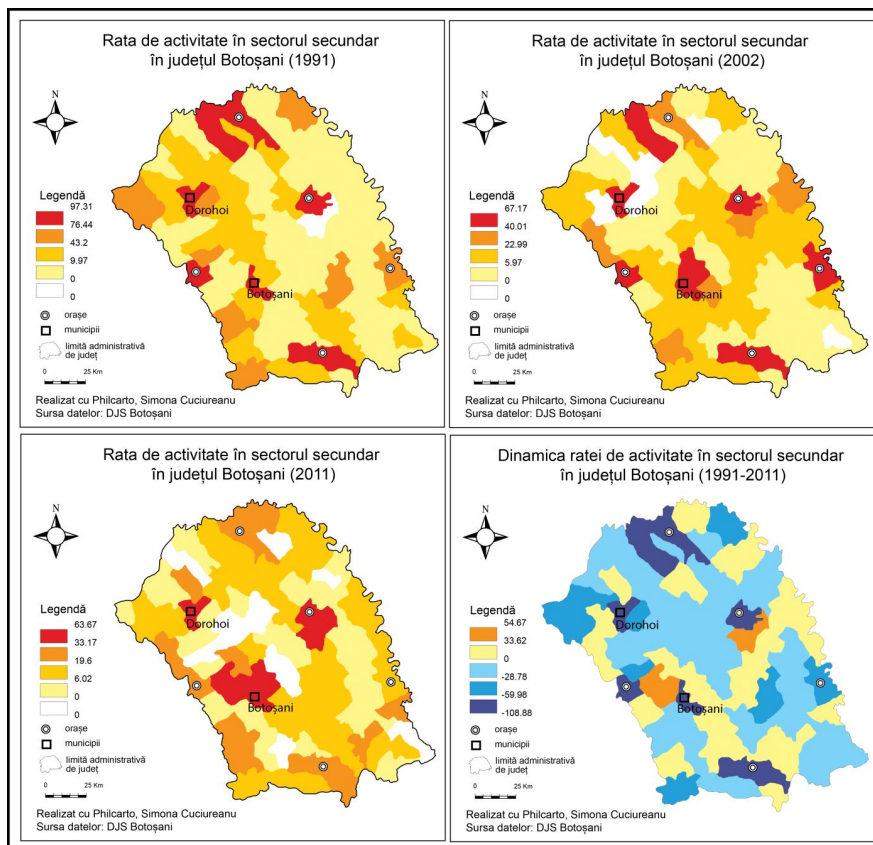 Rata de activitate în sectorul secundar
în județul Botoșani (1991)
N
Dorohoi
Botoșani
Legendă
97.31
76.44
43.2
9.97
0
0
orașe
municipii
limită administrativă
de județ
0 25 Km
Realizat cu Philcarto, Simona Cuciureanu
Sursa datelor: DJS Botoșani
Rata de activitate în sectorul secundar
în județul Botoșani (2002)
N
Dorohoi
Botoșani
Legendă
67.17
40.01
22.99
5.97
0
0
orașe
municipii
limită administrativă
de județ
0 25 Km
Realizat cu Philcarto, Simona Cuciureanu
Sursa datelor: DJS Botoșani
Rata de activitate în sectorul secundar
în județul Botoșani (2011)
N
Dorohoi
Botoșani
Legendă
63.67
33.17
19.6
6.02
0
0
orașe
municipii
limită administrativă
de județ
0 25 Km
Realizat cu Philcarto, Simona Cuciureanu
Sursa datelor: DJS Botoșani
Dinamica ratei de activitate în sectorul secundar
în județul Botoșani (1991-2011)
N
Dorohoi
Botoșani
Legendă
54.67
33.62
0
-28.78
-59.98
-108.88
orașe
municipii
limită administrativă
de județ
0 25 Km
Realizat cu Philcarto, Simona Cuciureanu
Sursa datelor: DJS Botoșani